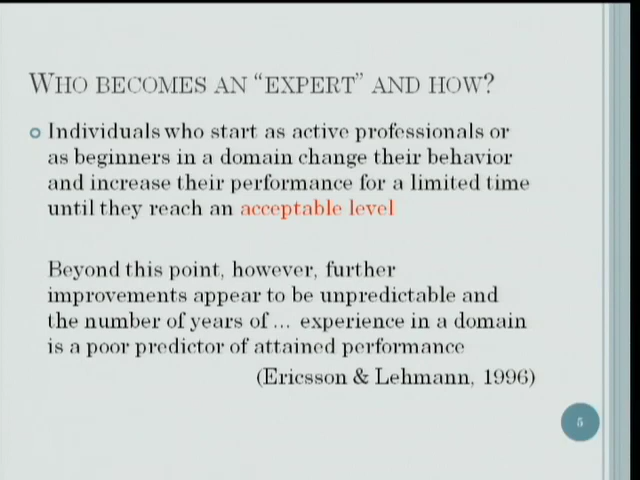 WHO BECOMES AN “EXPERT” AND HOW?
Individuals who start as active professionals or
as beginners in a domain change their behavior
and increase their performance for a limited time
until they reach an acceptable level
Beyond this point, however, further
improvements appear to be unpredictable and
the number of years of ... experience in a domain
is a poor predictor of attained performance
(Ericsson & Lehmann, 1996)
5